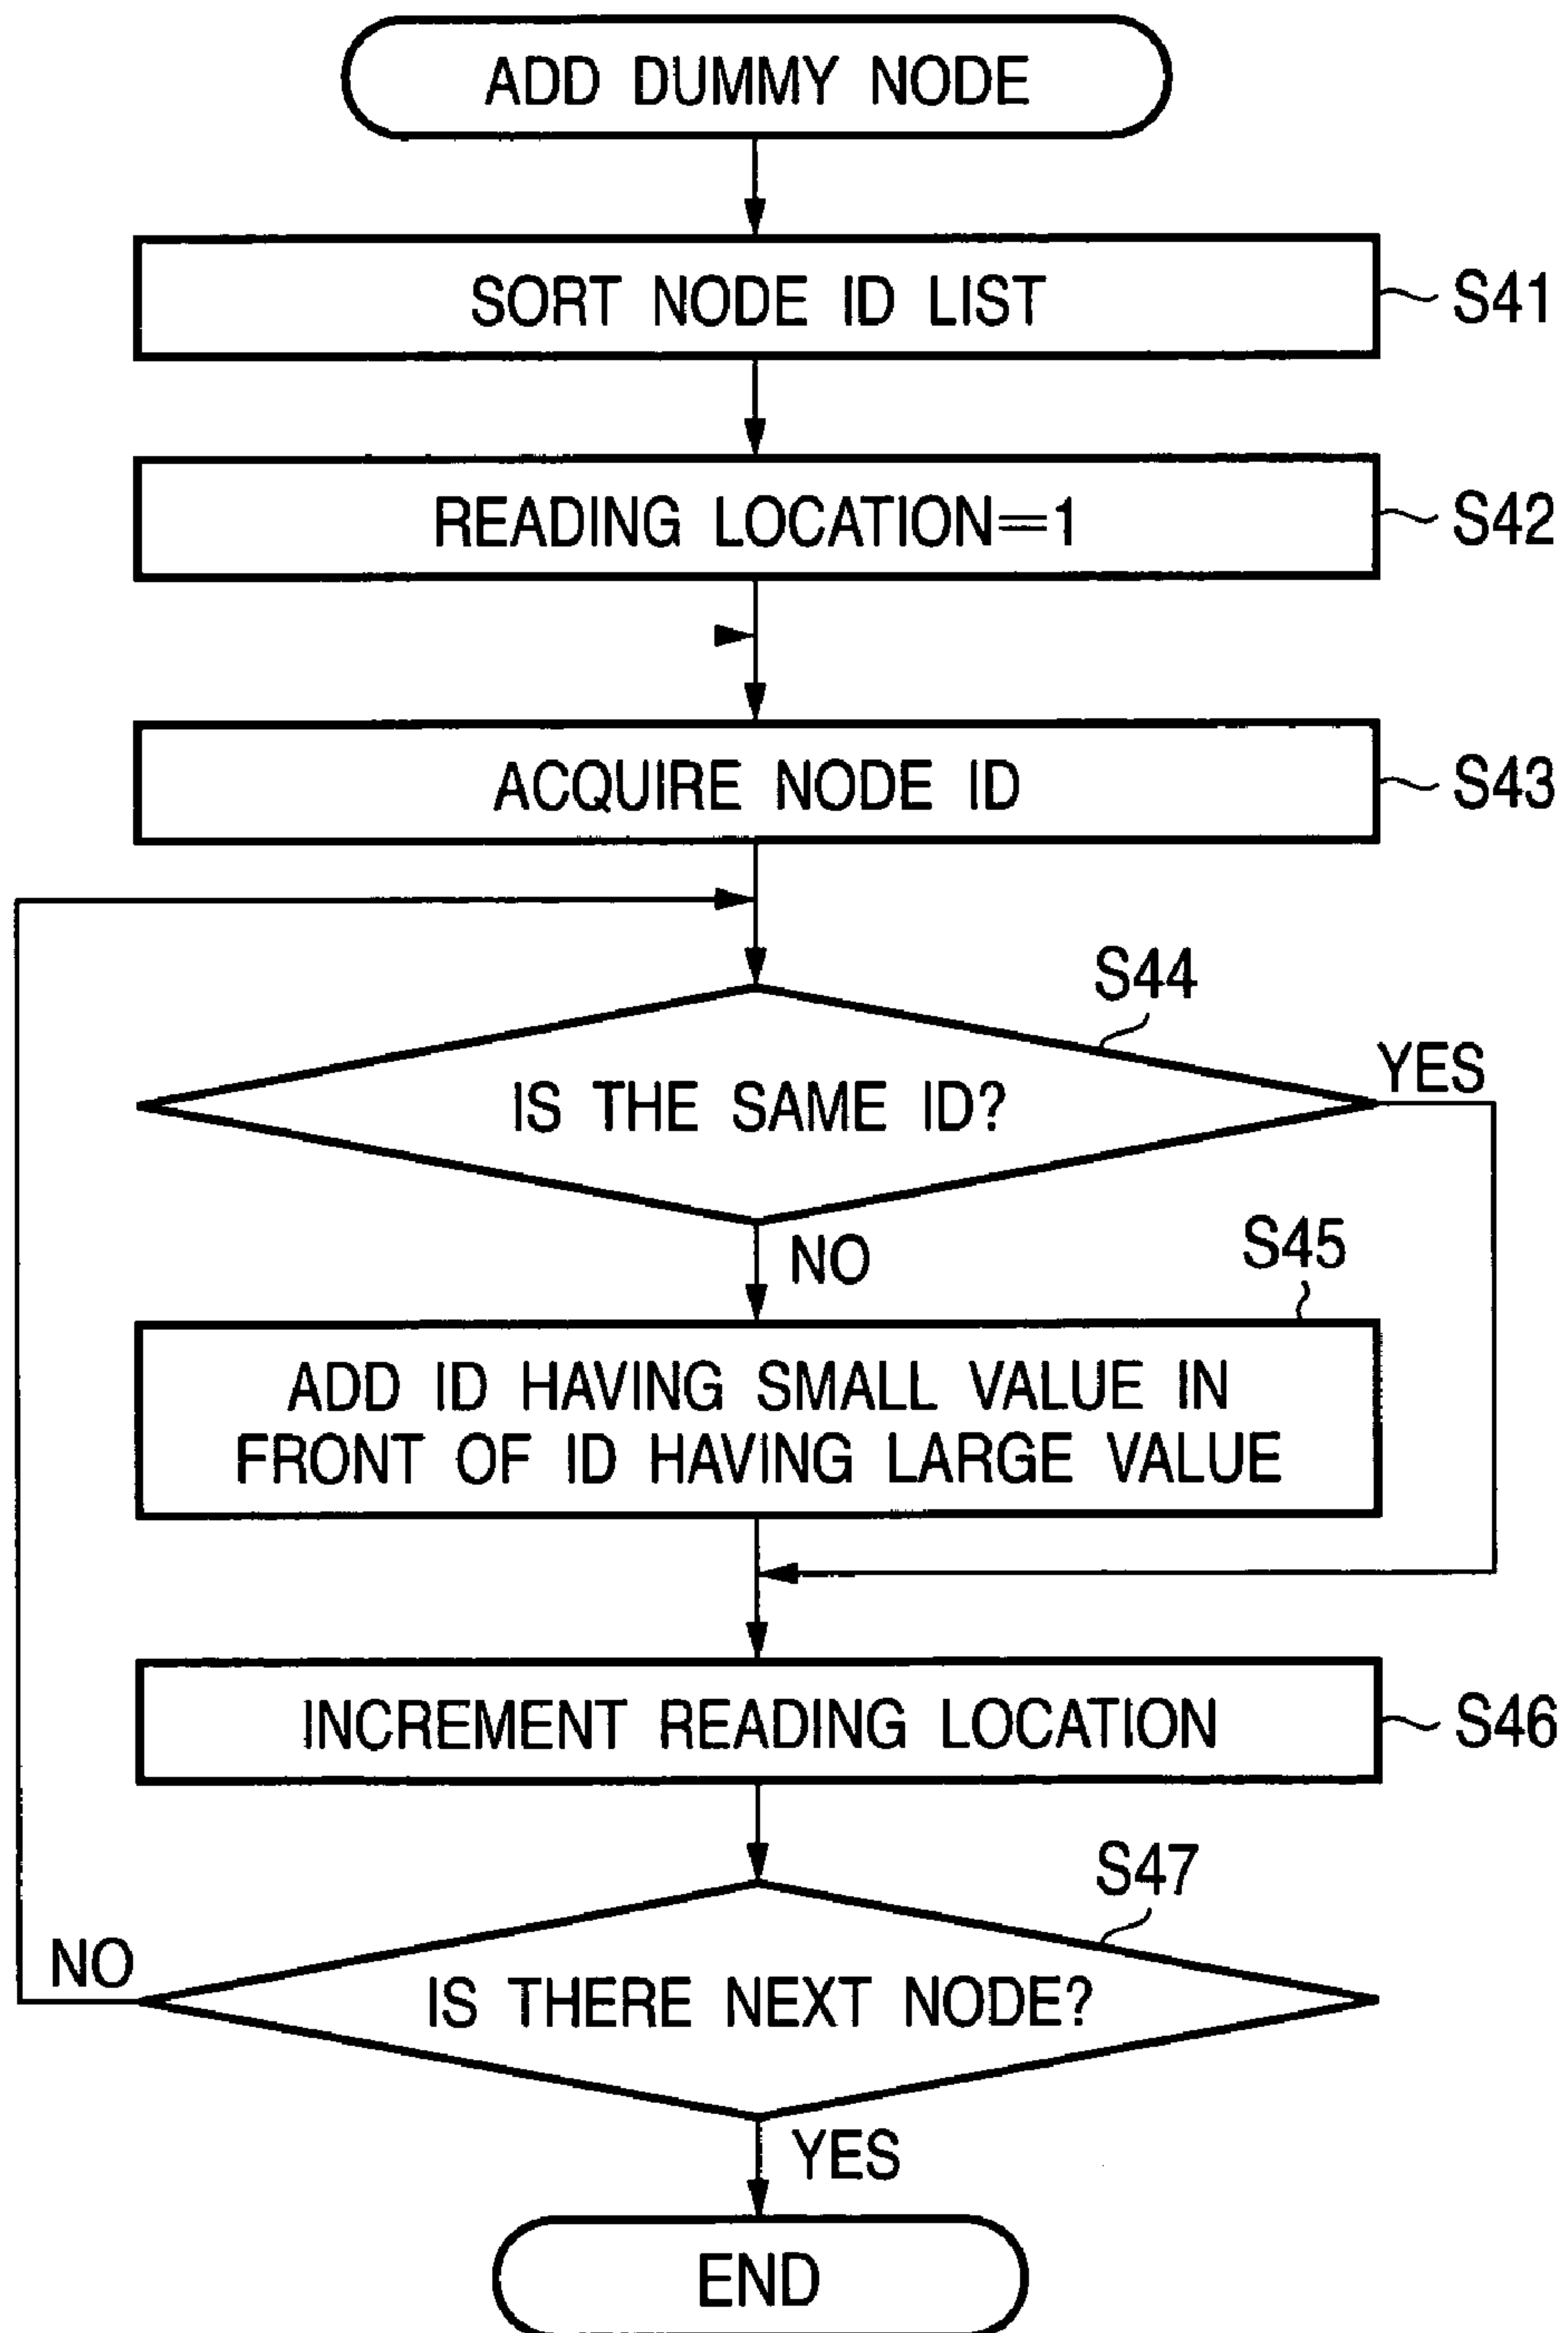 ADD DUMMY NODE
SORT NODE ID LIST
S41
READING LOCATION=1
S42
ACQUIRE NODE ID
S43
S44
IS THE SAME ID?
YES
NO
S45
ADD ID HAVING SMALL VALUE IN
FRONT OF ID HAVING LARGE VALUE
INCREMENT READING LOCATION
S46
S47
NO
IS THERE NEXT NODE?
YES
END